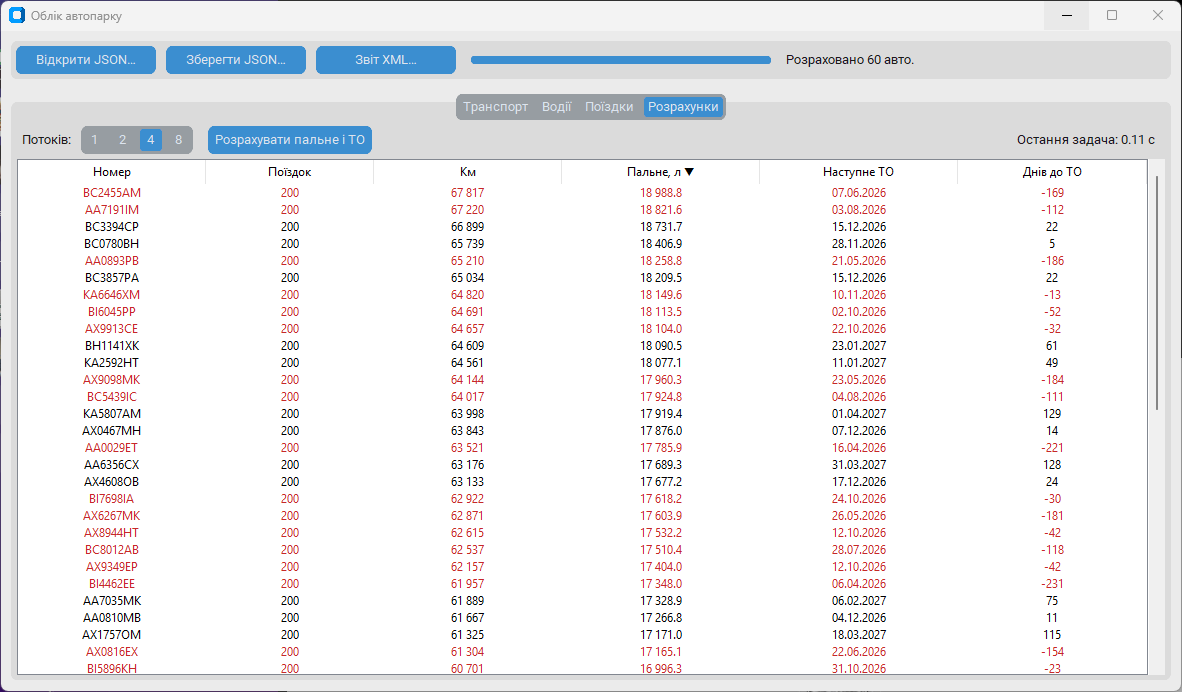 Облік автопарку
Відкрити JSON... Зберегти JSON... Звіт XML... Розраховано 60 авто.
Транспорт Водії Поїздки Розрахунки
Потоків: 1 2 4 8 Розрахувати пальне і ТО Остання задача: 0.11 с
Номер Поїздок Км Пальне, л ▼ Наступне ТО Днів до ТО
BC2455AM 200 67 817 18 988.8 07.06.2026 -169
AA7191IM 200 67 220 18 821.6 03.08.2026 -112
BC3394CP 200 66 899 18 731.7 15.12.2026 22
BC0780BH 200 65 739 18 406.9 28.11.2026 5
AA0893PB 200 65 210 18 258.8 21.05.2026 -186
BC3857PA 200 65 034 18 209.5 15.12.2026 22
KA6646XM 200 64 820 18 149.6 10.11.2026 -13
BI6045PP 200 64 691 18 113.5 02.10.2026 -52
AX9913CE 200 64 657 18 104.0 22.10.2026 -32
BH1141XK 200 64 609 18 090.5 23.01.2027 61
KA2592HT 200 64 561 18 077.1 11.01.2027 49
AX9098MK 200 64 144 17 960.3 23.05.2026 -184
BC5439IC 200 64 017 17 924.8 04.08.2026 -111
KA5807AM 200 63 998 17 919.4 01.04.2027 129
AX0467MH 200 63 843 17 876.0 07.12.2026 14
AA0029ET 200 63 521 17 785.9 16.04.2026 -221
AA6356CX 200 63 176 17 689.3 31.03.2027 128
AX4608OB 200 63 133 17 677.2 17.12.2026 24
BI7698IA 200 62 922 17 618.2 24.10.2026 -30
AX6267MK 200 62 871 17 603.9 26.05.2026 -181
AX8944HT 200 62 615 17 532.2 12.10.2026 -42
BC8012AB 200 62 537 17 510.4 28.07.2026 -118
AX9349EP 200 62 157 17 404.0 12.10.2026 -42
BI4462EE 200 61 957 17 348.0 06.04.2026 -231
AA7035MK 200 61 889 17 328.9 06.02.2027 75
AA0810MB 200 61 667 17 266.8 04.12.2026 11
AX1757OM 200 61 325 17 171.0 18.03.2027 115
AX0816EX 200 61 304 17 165.1 22.06.2026 -154
BI5896KH 200 60 701 16 996.3 31.10.2026 -23